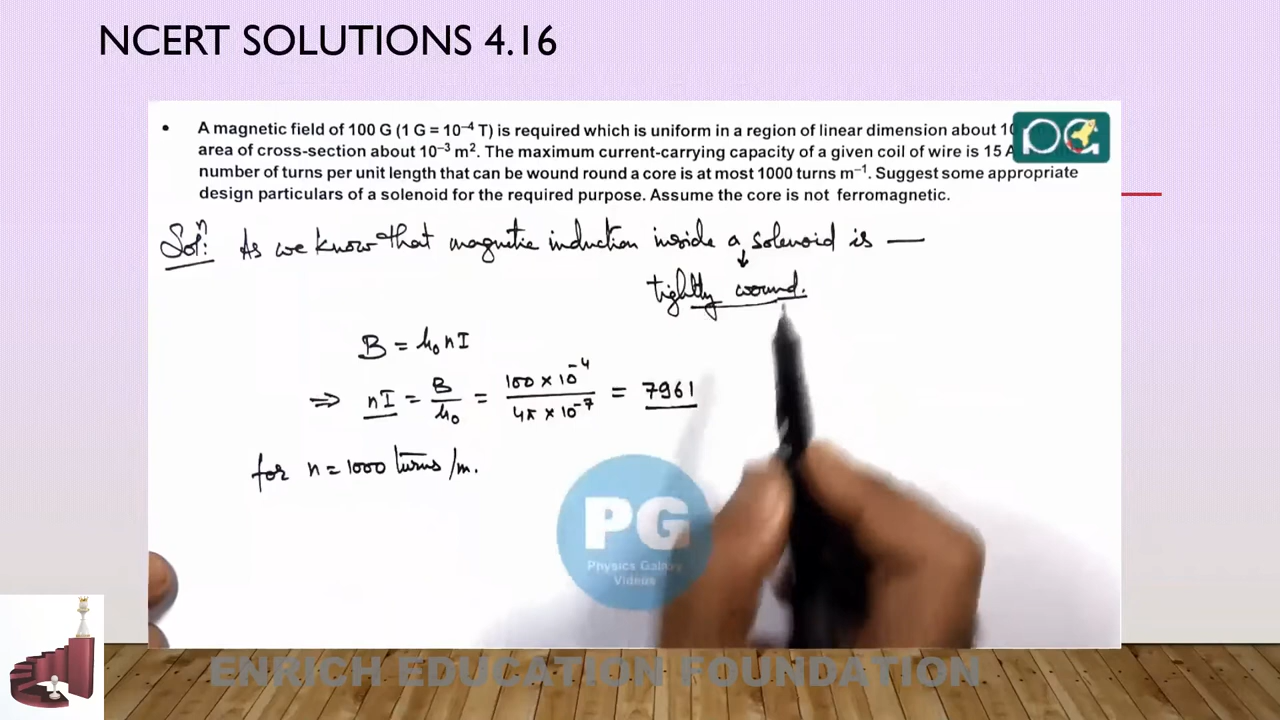 NCERT SOLUTIONS 4.16
• A magnetic field of 100 G (1 G = 10⁻⁴ T) is required which is uniform in a region of linear dimension about
area of cross-section about 10⁻³ m². The maximum current-carrying capacity of a given coil of wire is 15
number of turns per unit length that can be wound round a core is at most 1000 turns m⁻¹. Suggest some appropriate
design particulars of a solenoid for the required purpose. Assume the core is not ferromagnetic.
Solⁿ: As we know that magnetic induction inside a solenoid is —
↓
tightly wound.
B = μ₀nI
⇒ nI = B/μ₀ = 100 × 10⁻⁴ / 4π × 10⁻⁷ = 7961
for n = 1000 turns/m.
PG
Physics Galaxy
Videos
ENRICH EDUCATION FOUNDATION